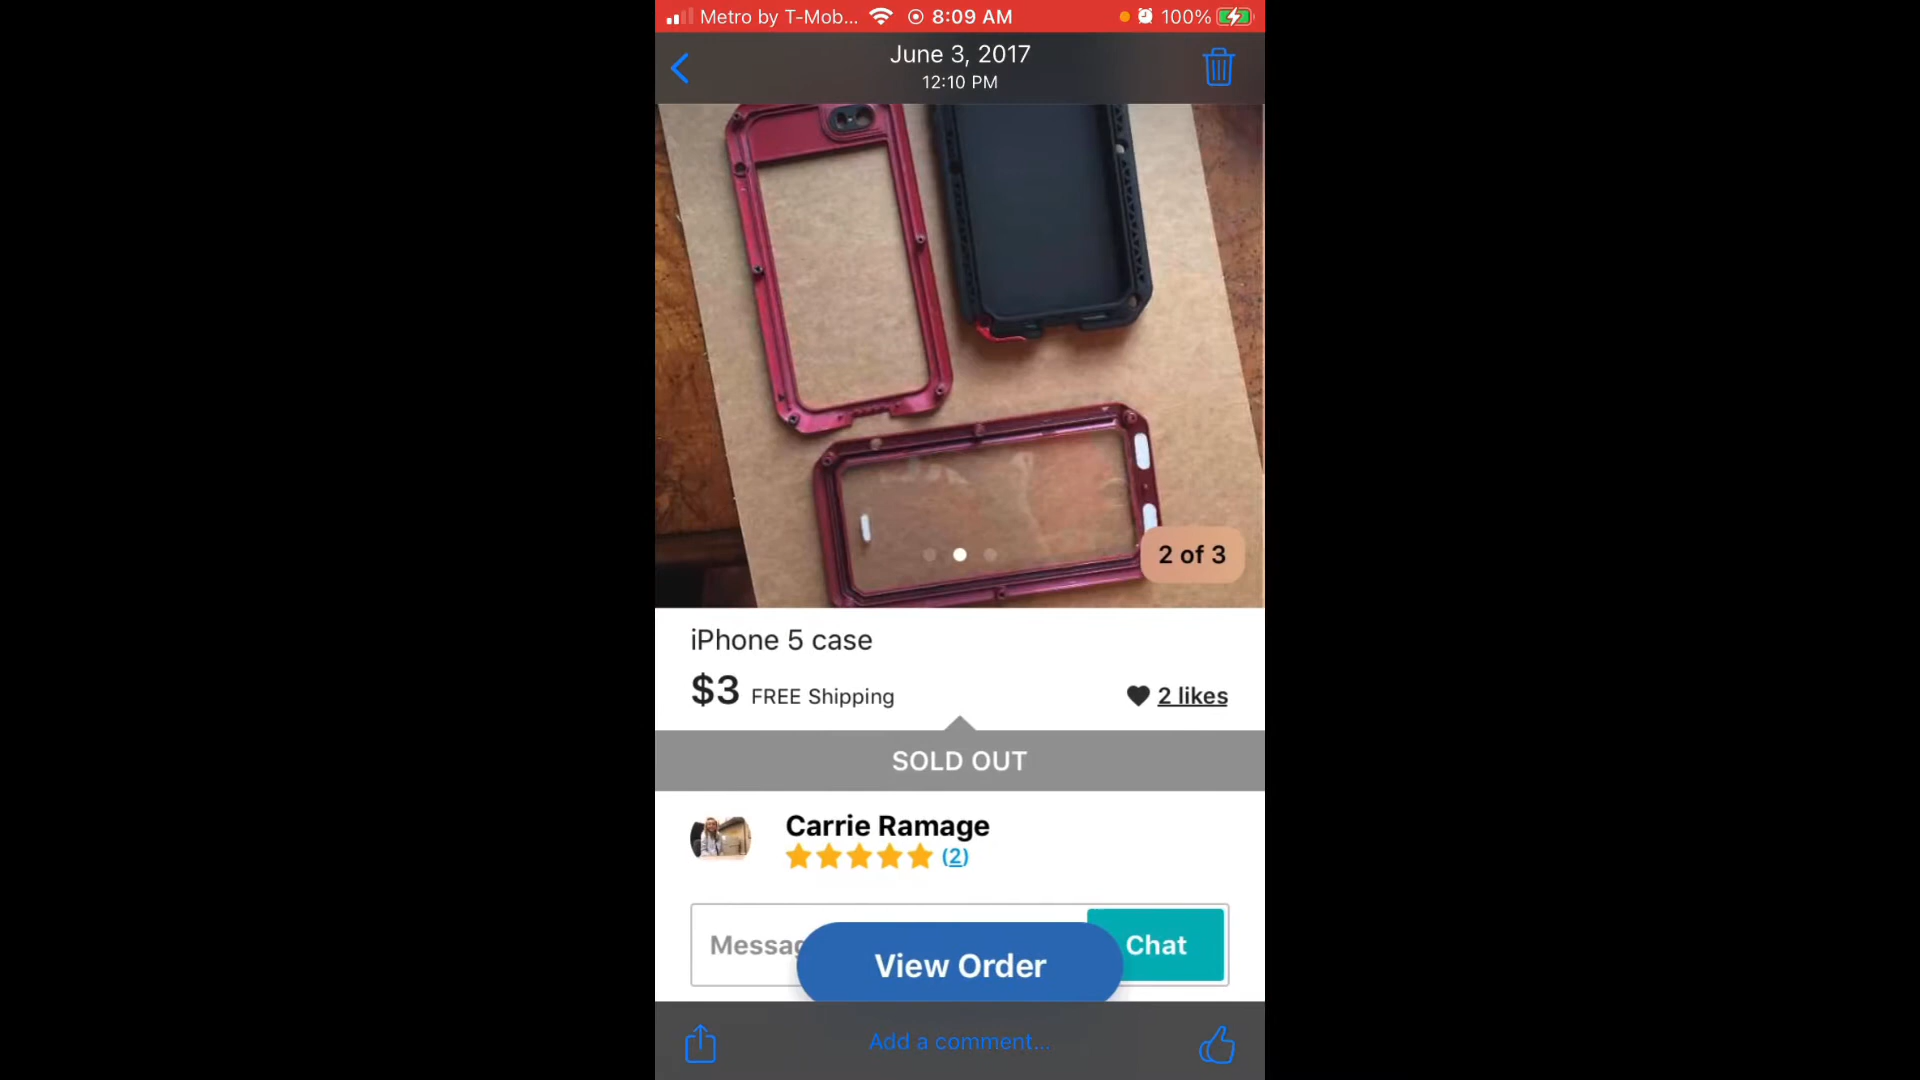 Metro by T-Mob... 8:09 AM 100%
June 3, 2017
12:10 PM
2 of 3
iPhone 5 case
$3 FREE Shipping 2 likes
SOLD OUT
Carrie Ramage
(2)
Messag Chat
View Order
Add a comment...